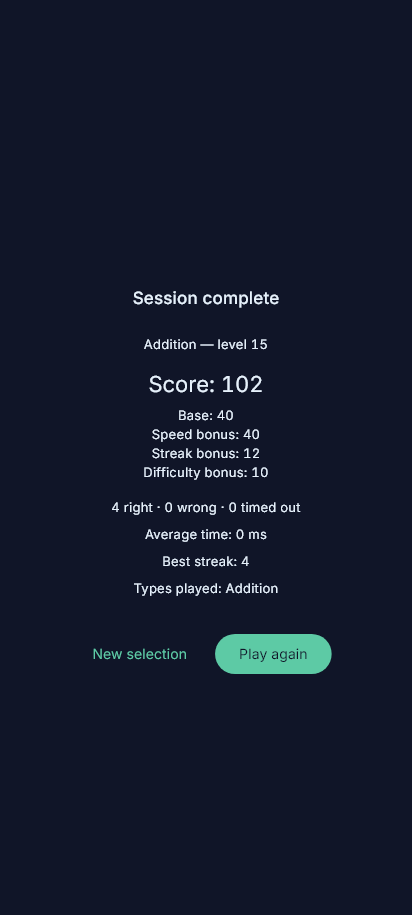 Session complete
Addition — level 15
Score: 102
Base: 40
Speed bonus: 40
Streak bonus: 12
Difficulty bonus: 10
4 right · 0 wrong · 0 timed out
Average time: 0 ms
Best streak: 4
Types played: Addition
New selection
Play again